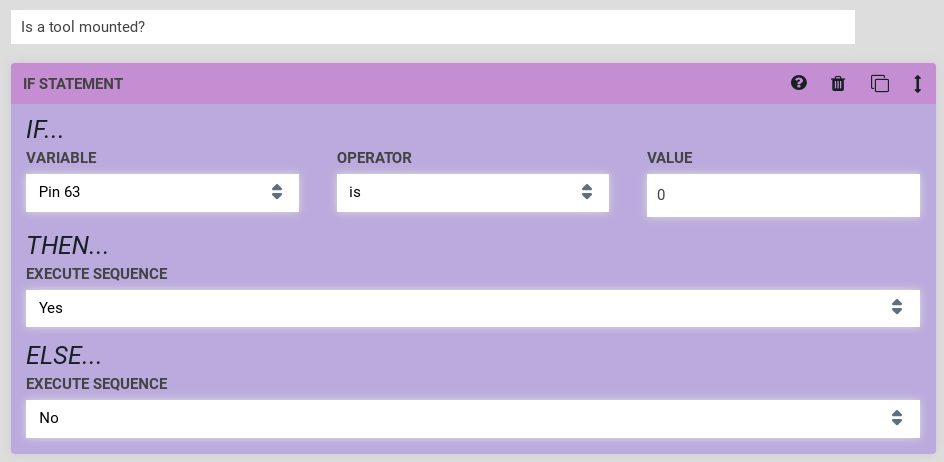 Is a tool mounted?
IF STATEMENT
IF...
VARIABLE OPERATOR VALUE
Pin 63 is 0
THEN...
EXECUTE SEQUENCE
Yes
ELSE...
EXECUTE SEQUENCE
No